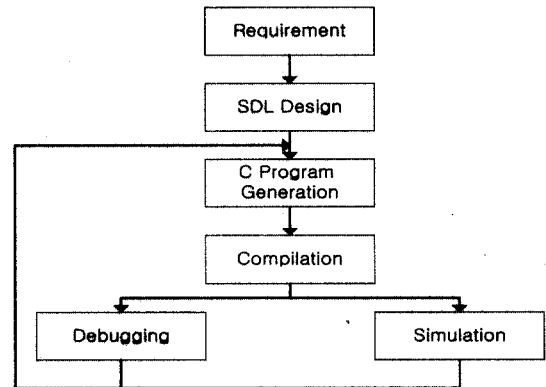 Requirement
SDL Design
C Program
Generation
Compilation
Debugging
Simulation